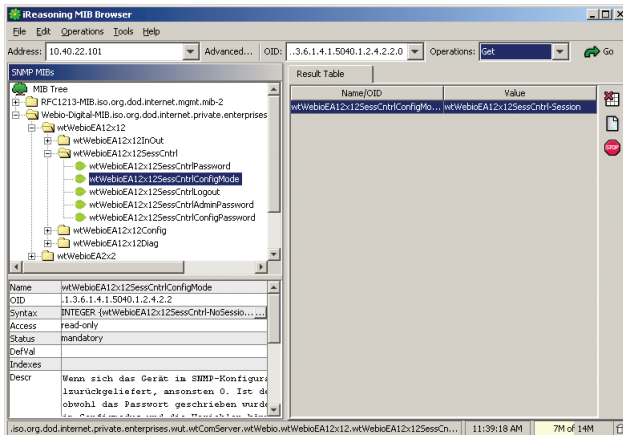 iReasoning MIB Browser
File Edit Operations Tools Help
Address: 10.40.22.101 Advanced... OID: ..3.6.1.4.1.5040.1.2.4.2.2.0 Operations: Get Go
SNMP MIBs
MIB Tree
RFC1213-MIB.iso.org.dod.internet.mgmt.mib-2
Webio-Digital-MIB.iso.org.dod.internet.private.enterprises
wtWebioEA12x12
wtWebioEA12x12InOut
wtWebioEA12x12SessCntrl
wtWebioEA12x12SessCntrlPassword
wtWebioEA12x12SessCntrlConfigMode
wtWebioEA12x12SessCntrlLogout
wtWebioEA12x12SessCntrlAdminPassword
wtWebioEA12x12SessCntrlConfigPassword
wtWebioEA12x12Config
wtWebioEA12x12Diag
wtWebioEA2x2
Name wtWebioEA12x12SessCntrlConfigMode
OID .1.3.6.1.4.1.5040.1.2.4.2.2
Syntax INTEGER {wtWebioEA12x12SessCntrl-NoSessio... ...
Access read-only
Status mandatory
DefVal
Indexes
Descr Wenn sich das Gerät im SNMP-Konfigura
1zurückgeliefert, ansonsten 0. Ist de
obwohl das Passwort geschrieben wurde
Result Table
Name/OID Value
wtWebioEA12x12SessCntrlConfigMo... wtWebioEA12x12SessCntrl-Session
STOP
.iso.org.dod.internet.private.enterprises.wut.wtComServer.wtWebio.wtWebioEA12x12.wtWebioEA12x12SessCn... 11:39:18 AM 7M of 14M